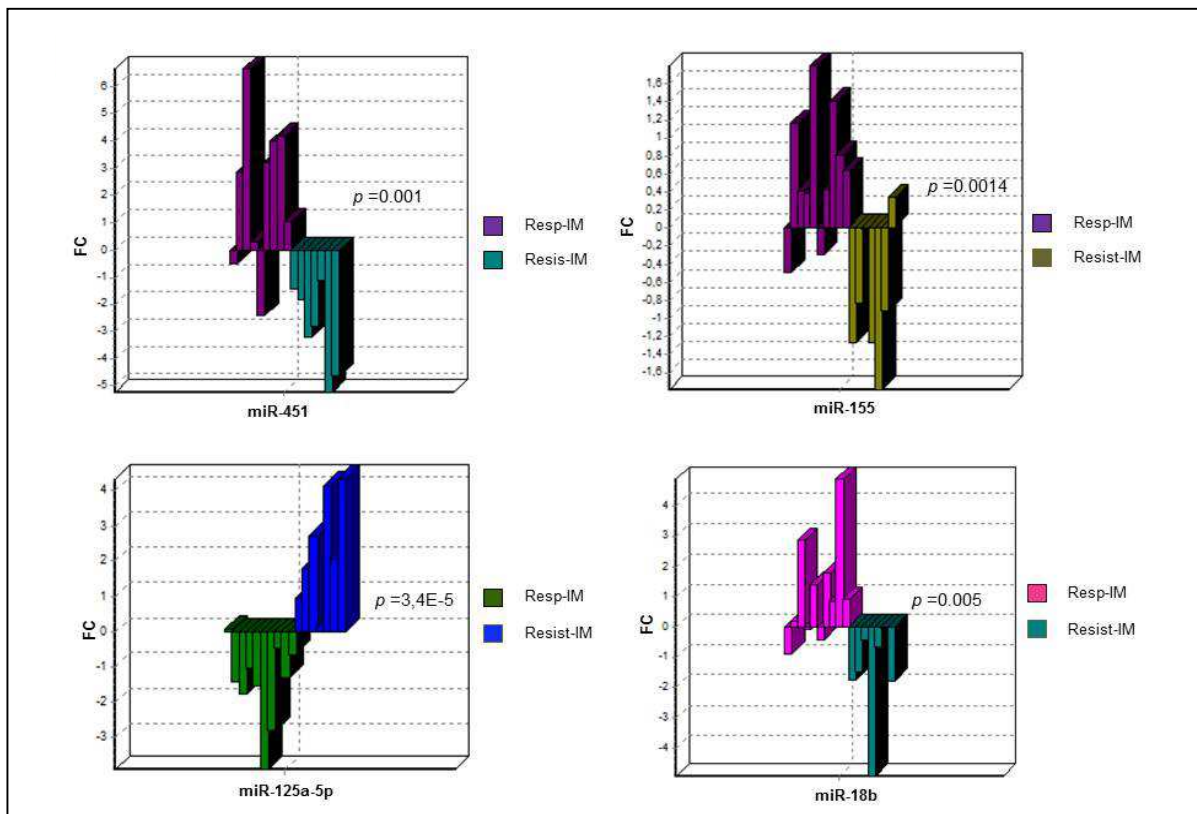 6
5
4
3
2
1
0
-1
-2
-3
-4
-5
FC
p =0.001
Resp-IM
Resis-IM
miR-451
1,6
1,4
1,2
1
0,8
0,6
0,4
0,2
0
-0,2
-0,4
-0,6
-0,8
-1
-1,2
-1,4
-1,6
FC
p =0.0014
Resp-IM
Resist-IM
miR-155
4
3
2
1
0
-1
-2
-3
FC
p =3,4E-5
Resp-IM
Resist-IM
miR-125a-5p
4
3
2
1
0
-1
-2
-3
-4
FC
p =0.005
Resp-IM
Resist-IM
miR-18b